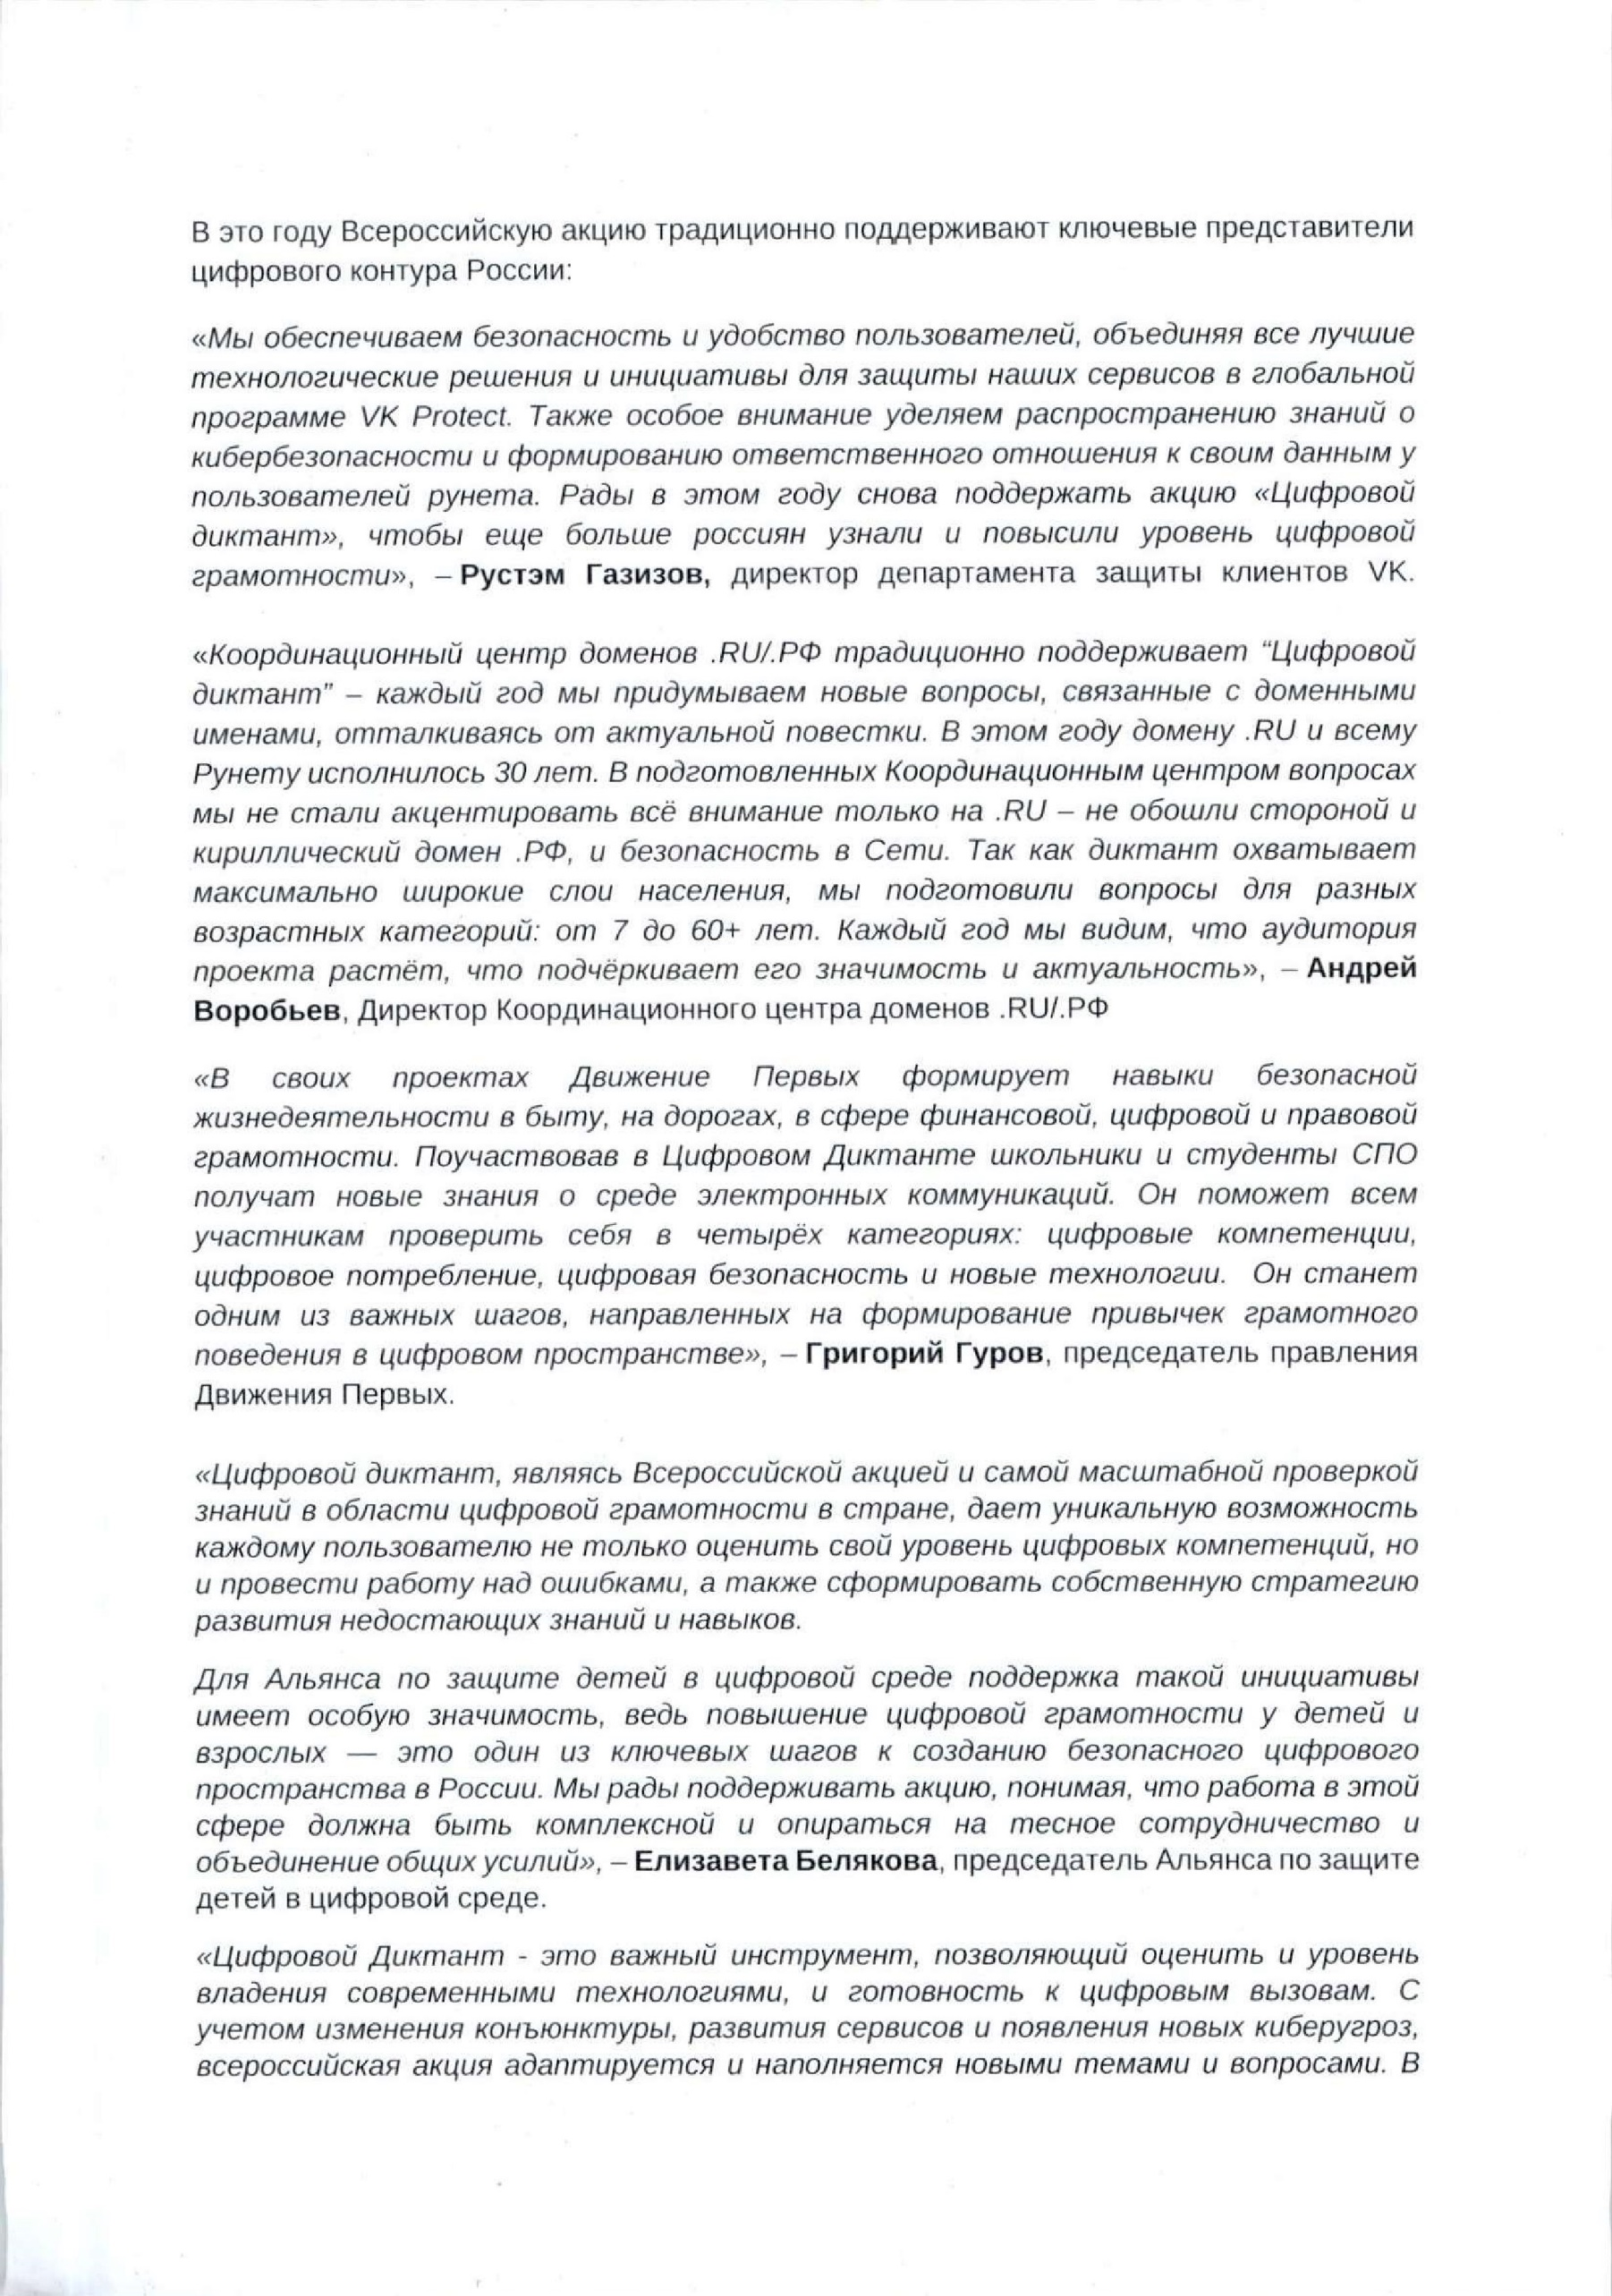 В это году Всероссийскую акцию традиционно поддерживают ключевые представители
цифрового контура России:
«Мы обеспечиваем безопасность и удобство пользователей, объединяя все лучшие
технологические решения и инициативы для защиты наших сервисов в глобальной
программе VK Protect. Также особое внимание уделяем распространению знаний о
кибербезопасности и формированию ответственного отношения к своим данным у
пользователей рунета. Рады в этом году снова поддержать акцию «Цифровой
диктант», чтобы еще больше россиян узнали и повысили уровень цифровой
грамотности», – Рустэм Газизов, директор департамента защиты клиентов VK.
«Координационный центр доменов .RU/.РФ традиционно поддерживает “Цифровой
диктант” – каждый год мы придумываем новые вопросы, связанные с доменными
именами, отталкиваясь от актуальной повестки. В этом году домену .RU и всему
Рунету исполнилось 30 лет. В подготовленных Координационным центром вопросах
мы не стали акцентировать всё внимание только на .RU – не обошли стороной и
кириллический домен .РФ, и безопасность в Сети. Так как диктант охватывает
максимально широкие слои населения, мы подготовили вопросы для разных
возрастных категорий: от 7 до 60+ лет. Каждый год мы видим, что аудитория
проекта растёт, что подчёркивает его значимость и актуальность», – Андрей
Воробьев, Директор Координационного центра доменов .RU/.РФ
«В своих проектах Движение Первых формирует навыки безопасной
жизнедеятельности в быту, на дорогах, в сфере финансовой, цифровой и правовой
грамотности. Поучаствовав в Цифровом Диктанте школьники и студенты СПО
получат новые знания о среде электронных коммуникаций. Он поможет всем
участникам проверить себя в четырёх категориях: цифровые компетенции,
цифровое потребление, цифровая безопасность и новые технологии. Он станет
одним из важных шагов, направленных на формирование привычек грамотного
поведения в цифровом пространстве», – Григорий Гуров, председатель правления
Движения Первых.
«Цифровой диктант, являясь Всероссийской акцией и самой масштабной проверкой
знаний в области цифровой грамотности в стране, дает уникальную возможность
каждому пользователю не только оценить свой уровень цифровых компетенций, но
и провести работу над ошибками, а также сформировать собственную стратегию
развития недостающих знаний и навыков.
Для Альянса по защите детей в цифровой среде поддержка такой инициативы
имеет особую значимость, ведь повышение цифровой грамотности у детей и
взрослых — это один из ключевых шагов к созданию безопасного цифрового
пространства в России. Мы рады поддерживать акцию, понимая, что работа в этой
сфере должна быть комплексной и опираться на тесное сотрудничество и
объединение общих усилий», – Елизавета Белякова, председатель Альянса по защите
детей в цифровой среде.
«Цифровой Диктант - это важный инструмент, позволяющий оценить и уровень
владения современными технологиями, и готовность к цифровым вызовам. С
учетом изменения конъюнктуры, развития сервисов и появления новых киберугроз,
всероссийская акция адаптируется и наполняется новыми темами и вопросами. В